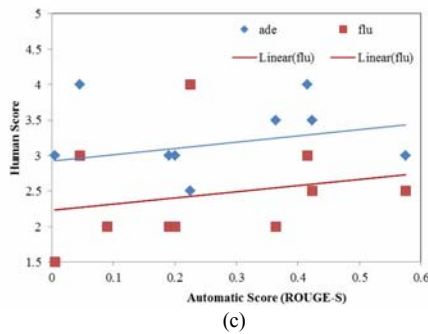 ade flu
Linear(flu) Linear(flu)
5
4.5
4
3.5
3
2.5
2
1.5
Human Score
0 0.1 0.2 0.3 0.4 0.5 0.6
Automatic Score (ROUGE-S)
(c)